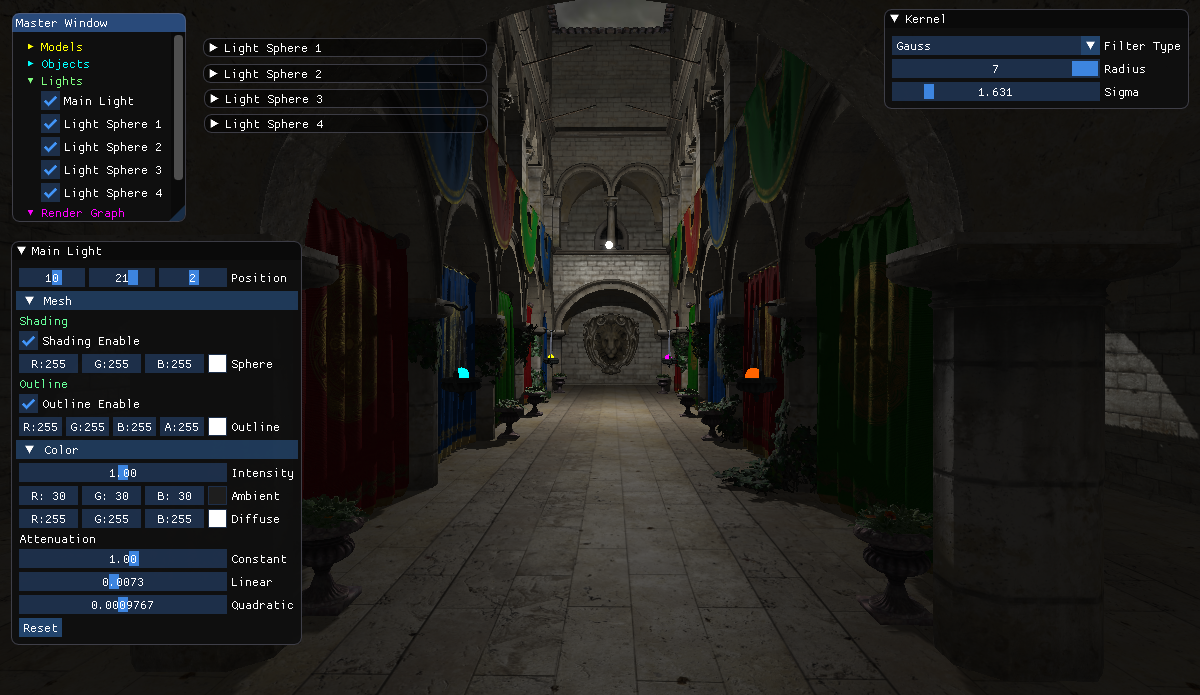 Master Window
Models
Objects
Lights
Main Light
Light Sphere 1
Light Sphere 2
Light Sphere 3
Light Sphere 4
Render Graph
Light Sphere 1
Light Sphere 2
Light Sphere 3
Light Sphere 4
Kernel
Gauss Filter Type
7 Radius
1.631 Sigma
Main Light
10 21 2 Position
Mesh
Shading
Shading Enable
R:255 G:255 B:255 Sphere
Outline
Outline Enable
R:255 G:255 B:255 A:255 Outline
Color
1.00 Intensity
R: 30 G: 30 B: 30 Ambient
R:255 G:255 B:255 Diffuse
Attenuation
1.00 Constant
0.0073 Linear
0.0009767 Quadratic
Reset